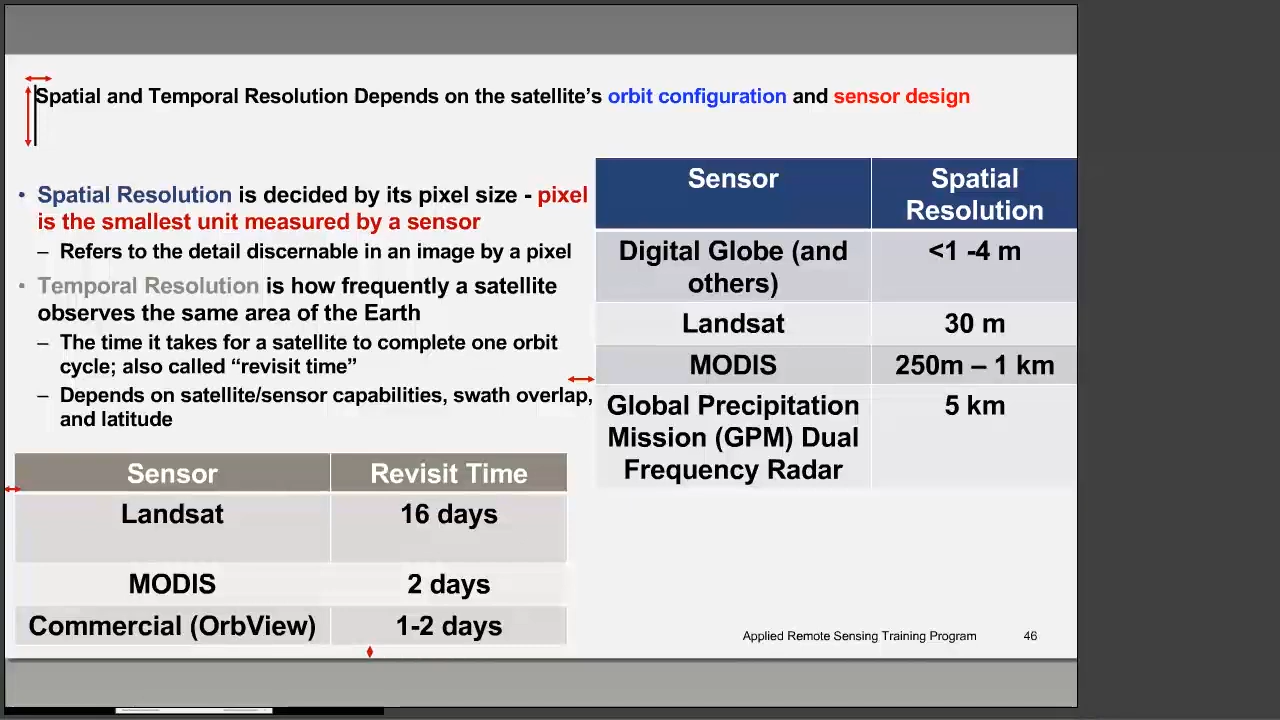 Spatial and Temporal Resolution Depends on the satellite's orbit configuration and sensor design
• Spatial Resolution is decided by its pixel size - pixel
is the smallest unit measured by a sensor
– Refers to the detail discernable in an image by a pixel
• Temporal Resolution is how frequently a satellite
observes the same area of the Earth
– The time it takes for a satellite to complete one orbit
cycle; also called “revisit time”
– Depends on satellite/sensor capabilities, swath overlap,
and latitude
Sensor Revisit Time
Landsat 16 days
MODIS 2 days
Commercial (OrbView) 1-2 days
Sensor Spatial
Resolution
Digital Globe (and <1 -4 m
others)
Landsat 30 m
MODIS 250m – 1 km
Global Precipitation 5 km
Mission (GPM) Dual
Frequency Radar
Applied Remote Sensing Training Program 46